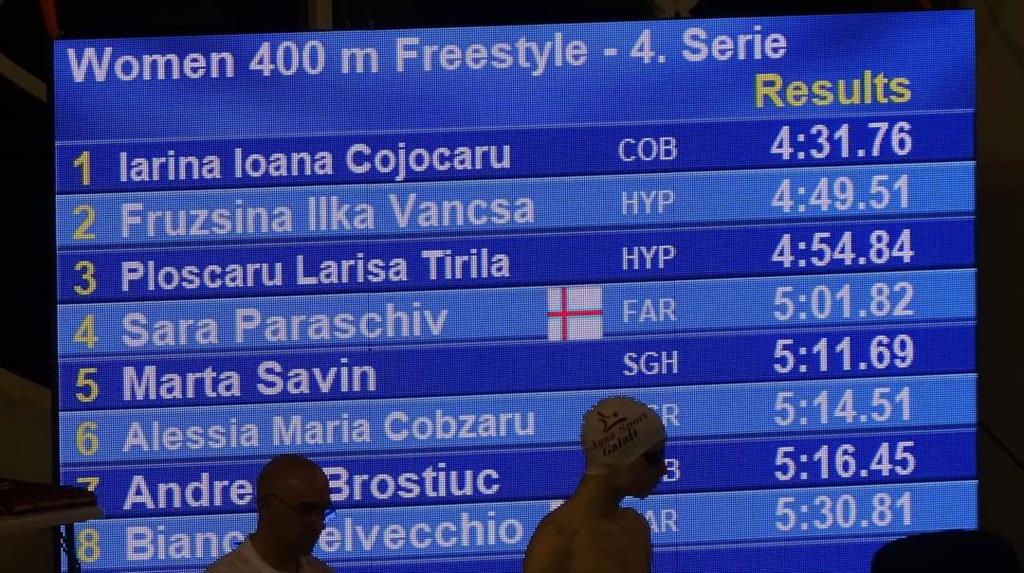 Women 400 m Freestyle - 4. Serie
Results
1 Iarina Ioana Cojocaru COB 4:31.76
2 Fruzsina Ilka Vancsa HYP 4:49.51
3 Ploscaru Larisa Tirila HYP 4:54.84
4 Sara Paraschiv FAR 5:01.82
5 Marta Savin SGH 5:11.69
6 Alessia Maria Cobzaru 5:14.51
7 Brostiuc 5:16.45
8 5:30.81
Aqua Sport
Galati